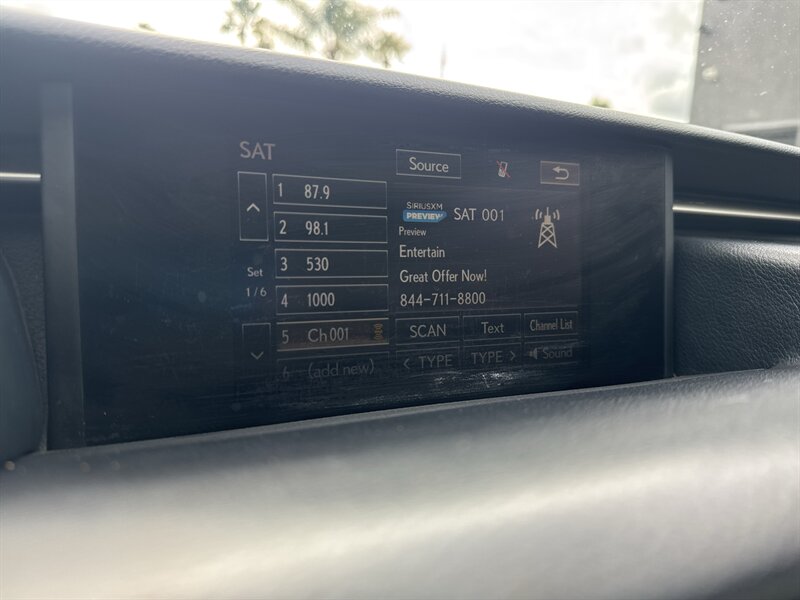 SAT
Source
1 87.9
2 98.1
3 530
4 1000
5 Ch 001
6 (add new)
Set
1/6
SIRIUSXM
PREVIEW
SAT 001
Preview
Entertain
Great Offer Now!
844-711-8800
SCAN
Text
Channel List
< TYPE
TYPE >
Sound